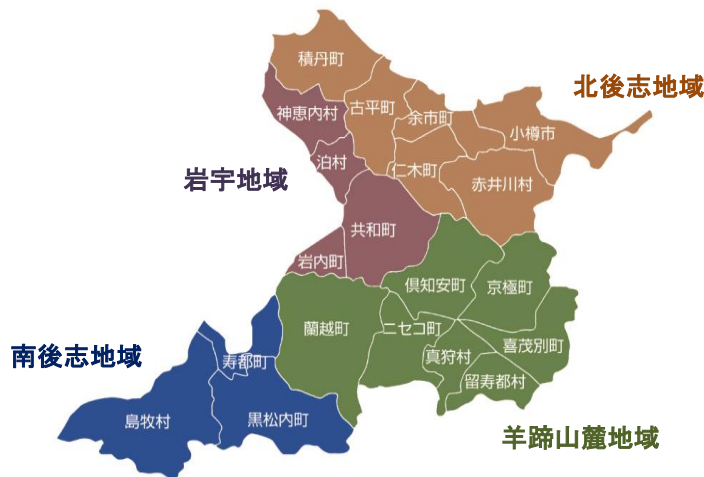 積丹町
北後志地域
神恵内村
古平町
余市町
小樽市
泊村
仁木町
赤井川村
岩宇地域
共和町
岩内町
倶知安町
京極町
蘭越町
ニセコ町
喜茂別町
南後志地域
寿都町
真狩村
留寿都村
島牧村
黒松内町
羊蹄山麓地域